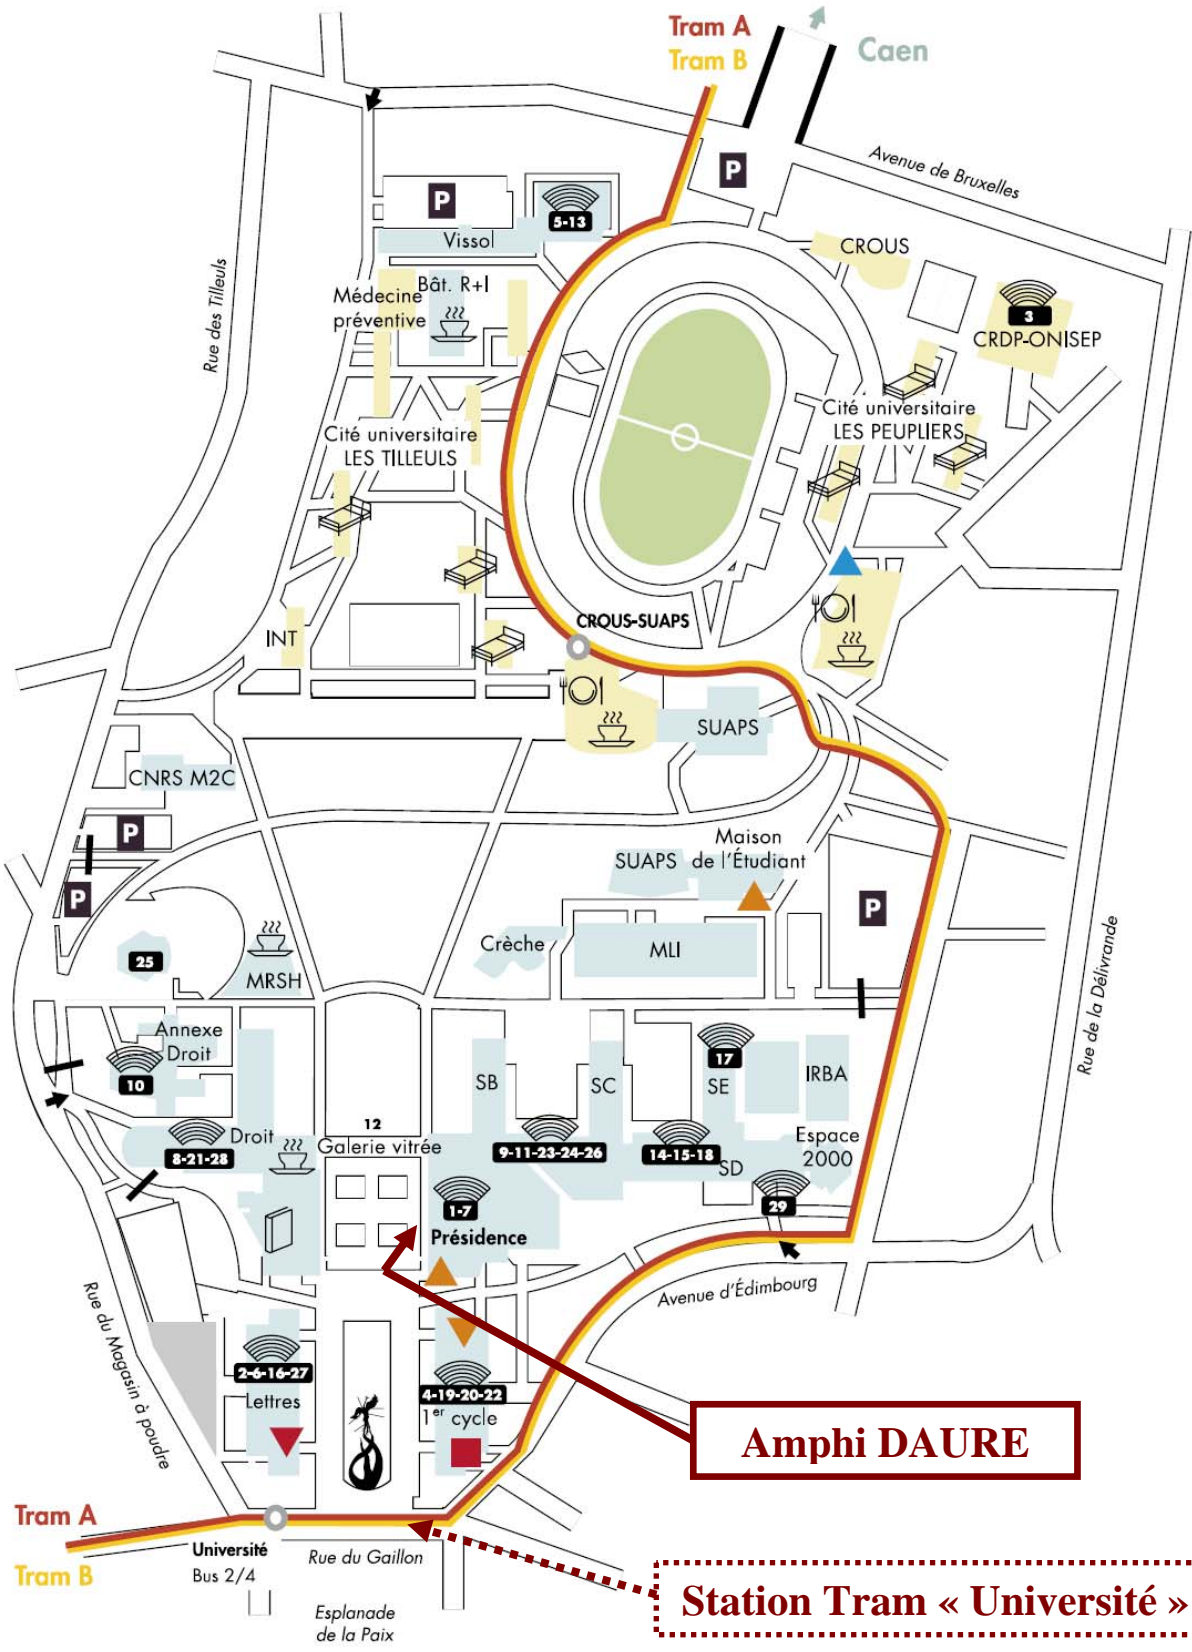 Tram A
Tram B
Caen
Avenue de Bruxelles
P
P
5-13
Vissol
CROUS
Rue des Tilleuls
Bât. R+I
Médecine
préventive
3
CRDP-ONISEP
Cité universitaire
LES PEUPLIERS
Cité universitaire
LES TILLEULS
CROUS-SUAPS
INT
SUAPS
CNRS M2C
P
Maison
de l'Étudiant
SUAPS
P
P
Rue de la Délivrande
Crèche
MLI
25
MRSH
Annexe
Droit
10
17
SB
SC
SE
IRBA
12
Galerie vitrée
Droit
8-21-28
9-11-23-24-26
14-15-18
SD
Espace
2000
29
1-7
Présidence
Avenue d'Édimbourg
Rue du Magasin à poudre
2-6-16-27
Lettres
4-19-20-22
1er cycle
Amphi DAURE
Tram A
Tram B
Université
Bus 2/4
Rue du Gaillon
Station Tram « Université »
Esplanade
de la Paix